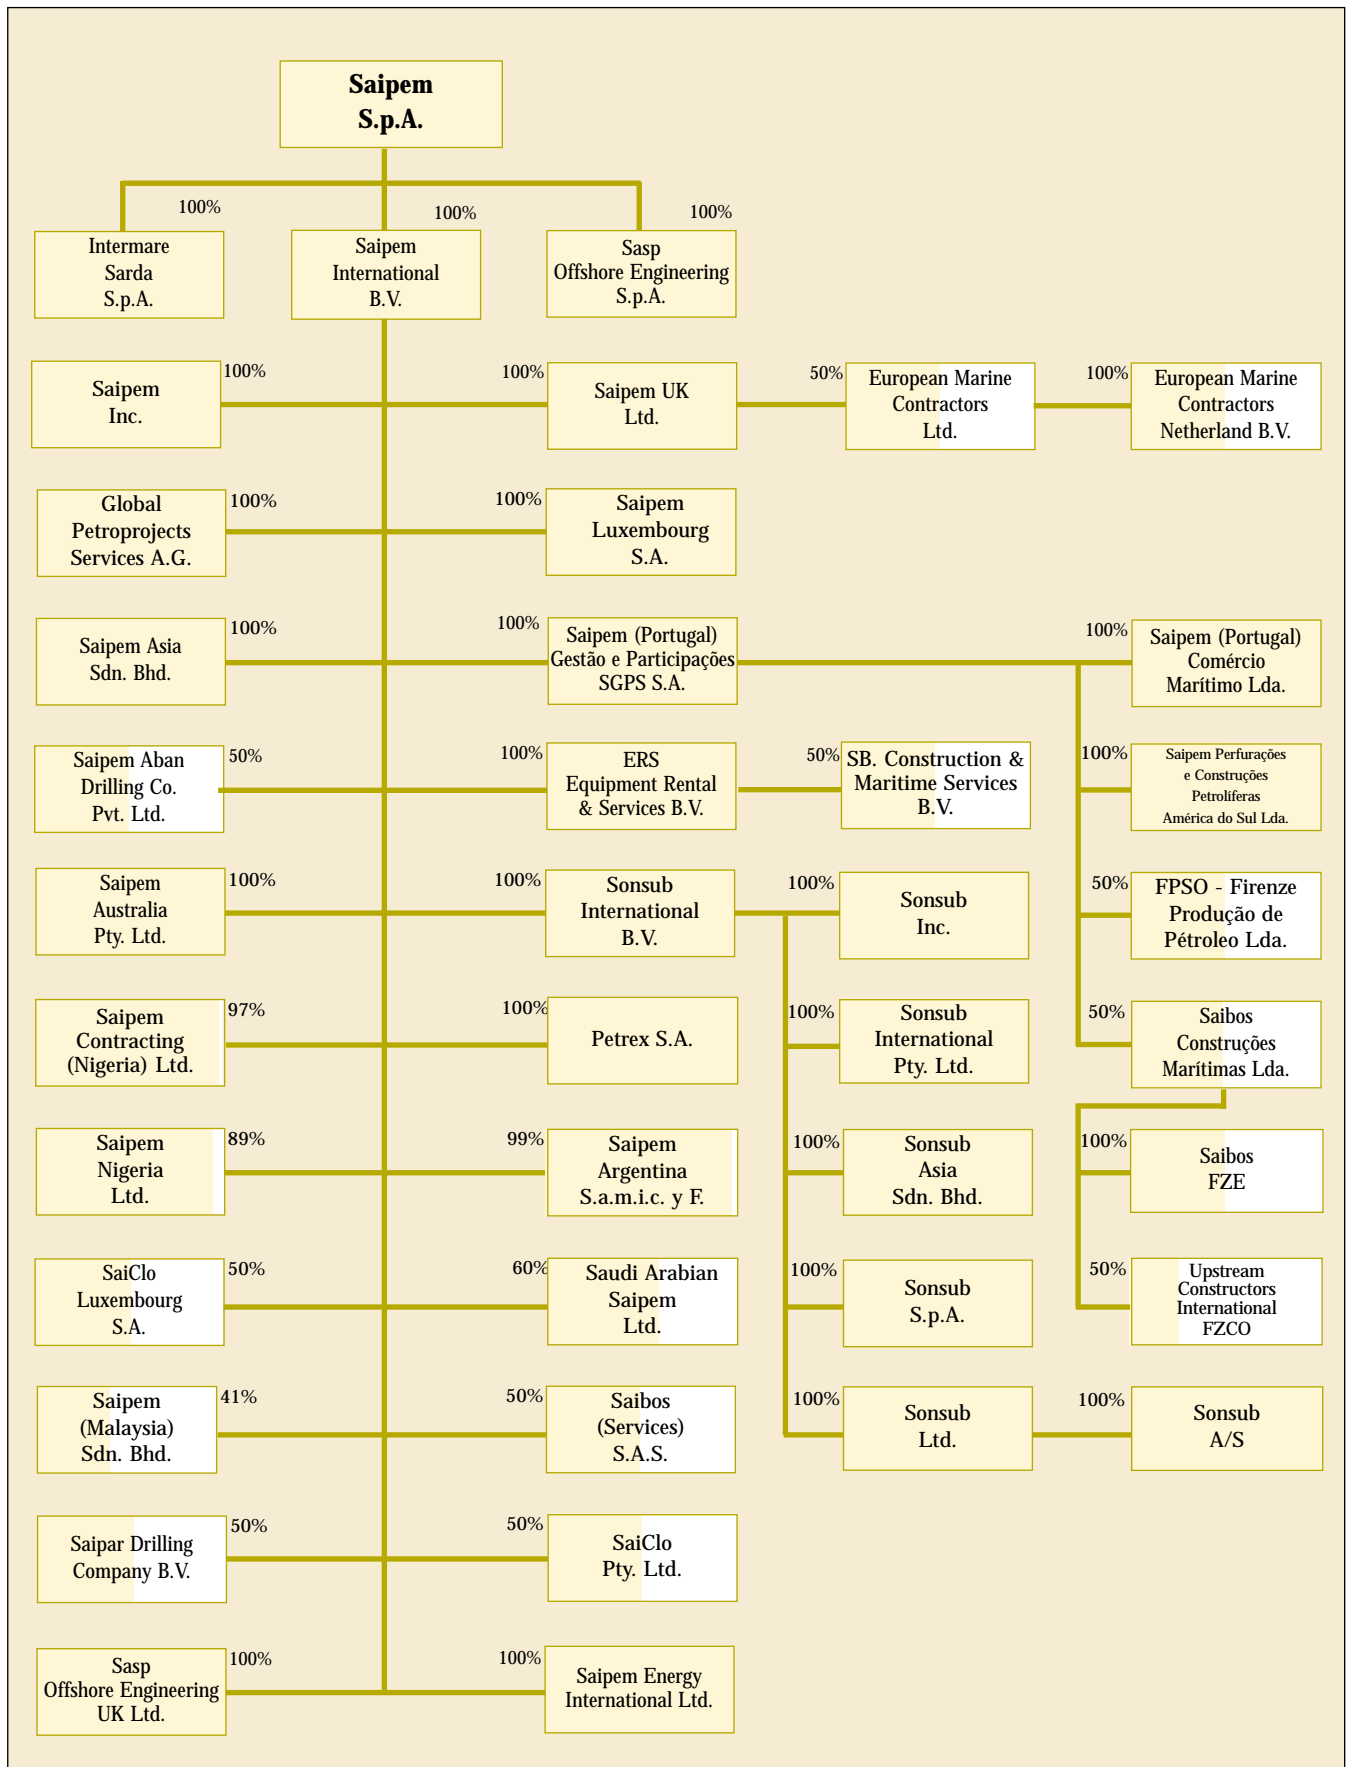 Saipem
S.p.A.
100%
100%
100%
Intermare
Sarda
S.p.A.
Saipem
International
B.V.
Sasp
Offshore Engineering
S.p.A.
Saipem
Inc.
100%
100%
Saipem UK
Ltd.
50%
European Marine
Contractors
Ltd.
100%
European Marine
Contractors
Netherland B.V.
Global
Petroprojects
Services A.G.
100%
100%
Saipem
Luxembourg
S.A.
Saipem Asia
Sdn. Bhd.
100%
100%
Saipem (Portugal)
Gestão e Participações
SGPS S.A.
100%
Saipem (Portugal)
Comércio
Marítimo Lda.
Saipem Aban
Drilling Co.
Pvt. Ltd.
50%
100%
ERS
Equipment Rental
& Services B.V.
50%
SB. Construction &
Maritime Services
B.V.
100%
Saipem Perfurações
e Construções
Petrolíferas
América do Sul Lda.
Saipem
Australia
Pty. Ltd.
100%
100%
Sonsub
International
B.V.
100%
Sonsub
Inc.
50%
FPSO - Firenze
Produção de
Pétroleo Lda.
Saipem
Contracting
(Nigeria) Ltd.
97%
100%
Petrex S.A.
100%
Sonsub
International
Pty. Ltd.
50%
Saibos
Construções
Marítimas Lda.
Saipem
Nigeria
Ltd.
89%
99%
Saipem
Argentina
S.a.m.i.c. y F.
100%
Sonsub
Asia
Sdn. Bhd.
100%
Saibos
FZE
SaiClo
Luxembourg
S.A.
50%
60%
Saudi Arabian
Saipem
Ltd.
100%
Sonsub
S.p.A.
50%
Upstream
Constructors
International
FZCO
Saipem
(Malaysia)
Sdn. Bhd.
41%
50%
Saibos
(Services)
S.A.S.
100%
Sonsub
Ltd.
100%
Sonsub
A/S
Saipar Drilling
Company B.V.
50%
50%
SaiClo
Pty. Ltd.
Sasp
Offshore Engineering
UK Ltd.
100%
100%
Saipem Energy
International Ltd.